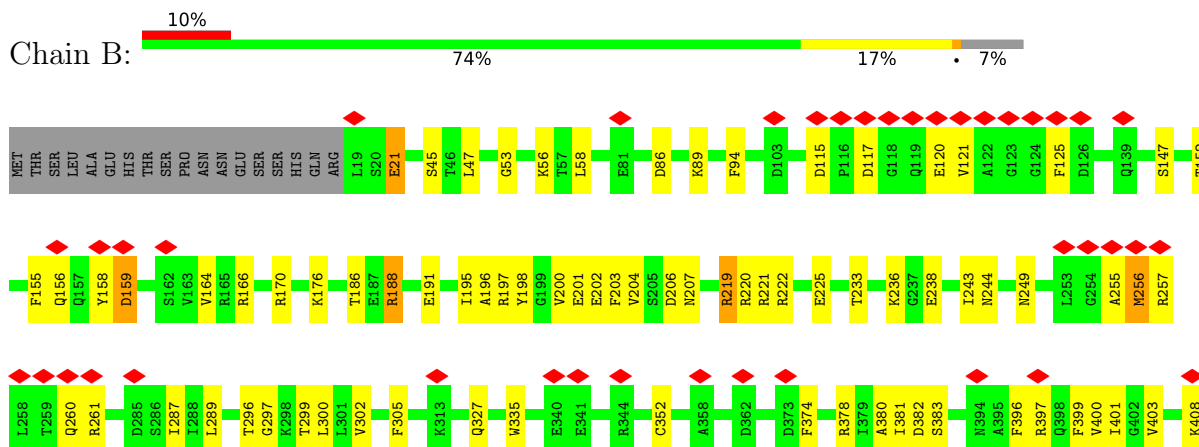 10%
Chain B:
74% 17% • 7%
MET THR SER LEU ALA GLU HIS THR SER PRO ASN ASN GLU SER SER HIS GLN ARG L19 S20 E21 S45 T46 L47 G53 K56 T57 L58 E81 D86 K89 F94 D103 D115 P116 D117 G118 Q119 E120 V121 A122 G123 G124 F125 D126 Q139 S147
F155 Q156 Q157 Y158 D159 S162 V163 V164 R165 R166 R170 K176 T186 E187 R188 E191 I195 A196 R197 Y198 G199 V200 E201 E202 F203 V204 S205 D206 N207 R219 R220 R221 R222 E225 T233 K236 G237 E238 I243 N244 N249 L253 G254 A255 M256 R257
L258 T259 Q260 R261 D285 S286 I287 I288 L289 T296 G297 K298 T299 L300 L301 V302 F305 K313 Q327 W335 E340 E341 R344 C352 A358 D362 D373 F374 R378 I379 A380 I381 D382 S383 N394 A395 F396 R397 Q398 F399 V400 I401 G402 V403 K408